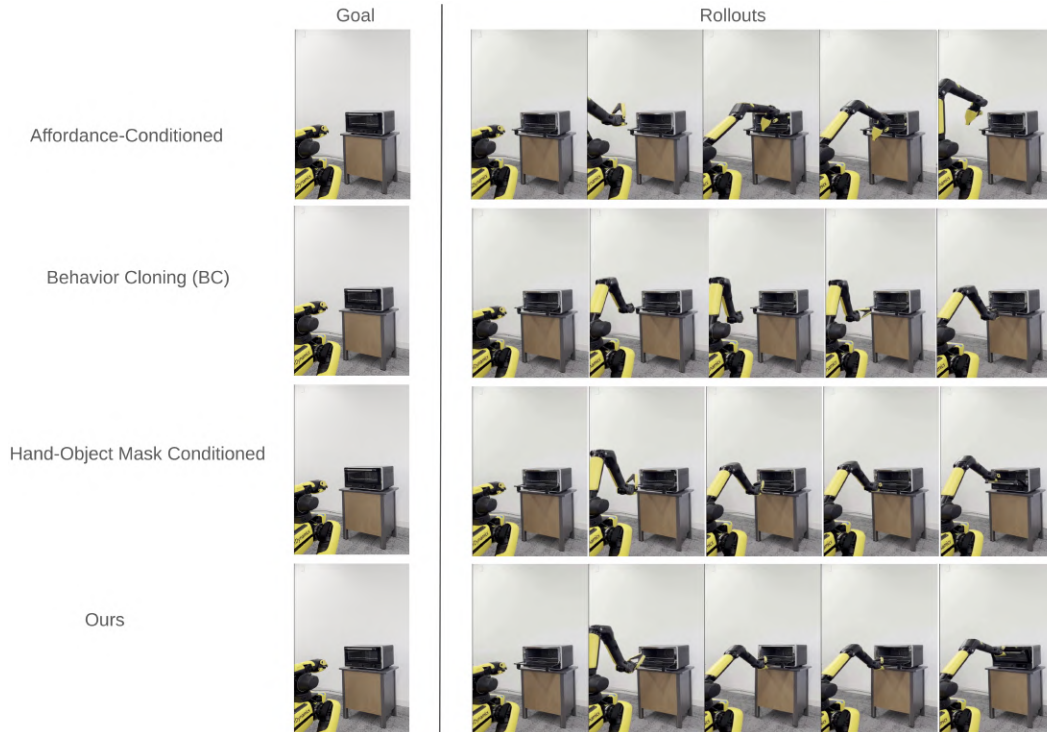 Goal
Rollouts
Affordance-Conditioned
Behavior Cloning (BC)
Hand-Object Mask Conditioned
Ours